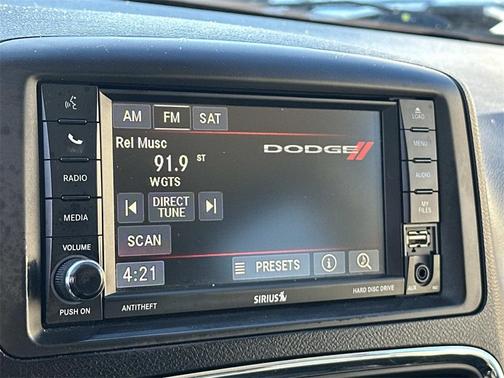 AM FM SAT
Rel Musc
91.9 ST
WGTS
DODGE
DIRECT
TUNE
SCAN
4:21 PRESETS
RADIO
MEDIA
VOLUME
PUSH ON
ANTITHEFT
SIRIUS
HARD DISC DRIVE
LOAD
MENU
AUDIO
MY
FILES
AUX